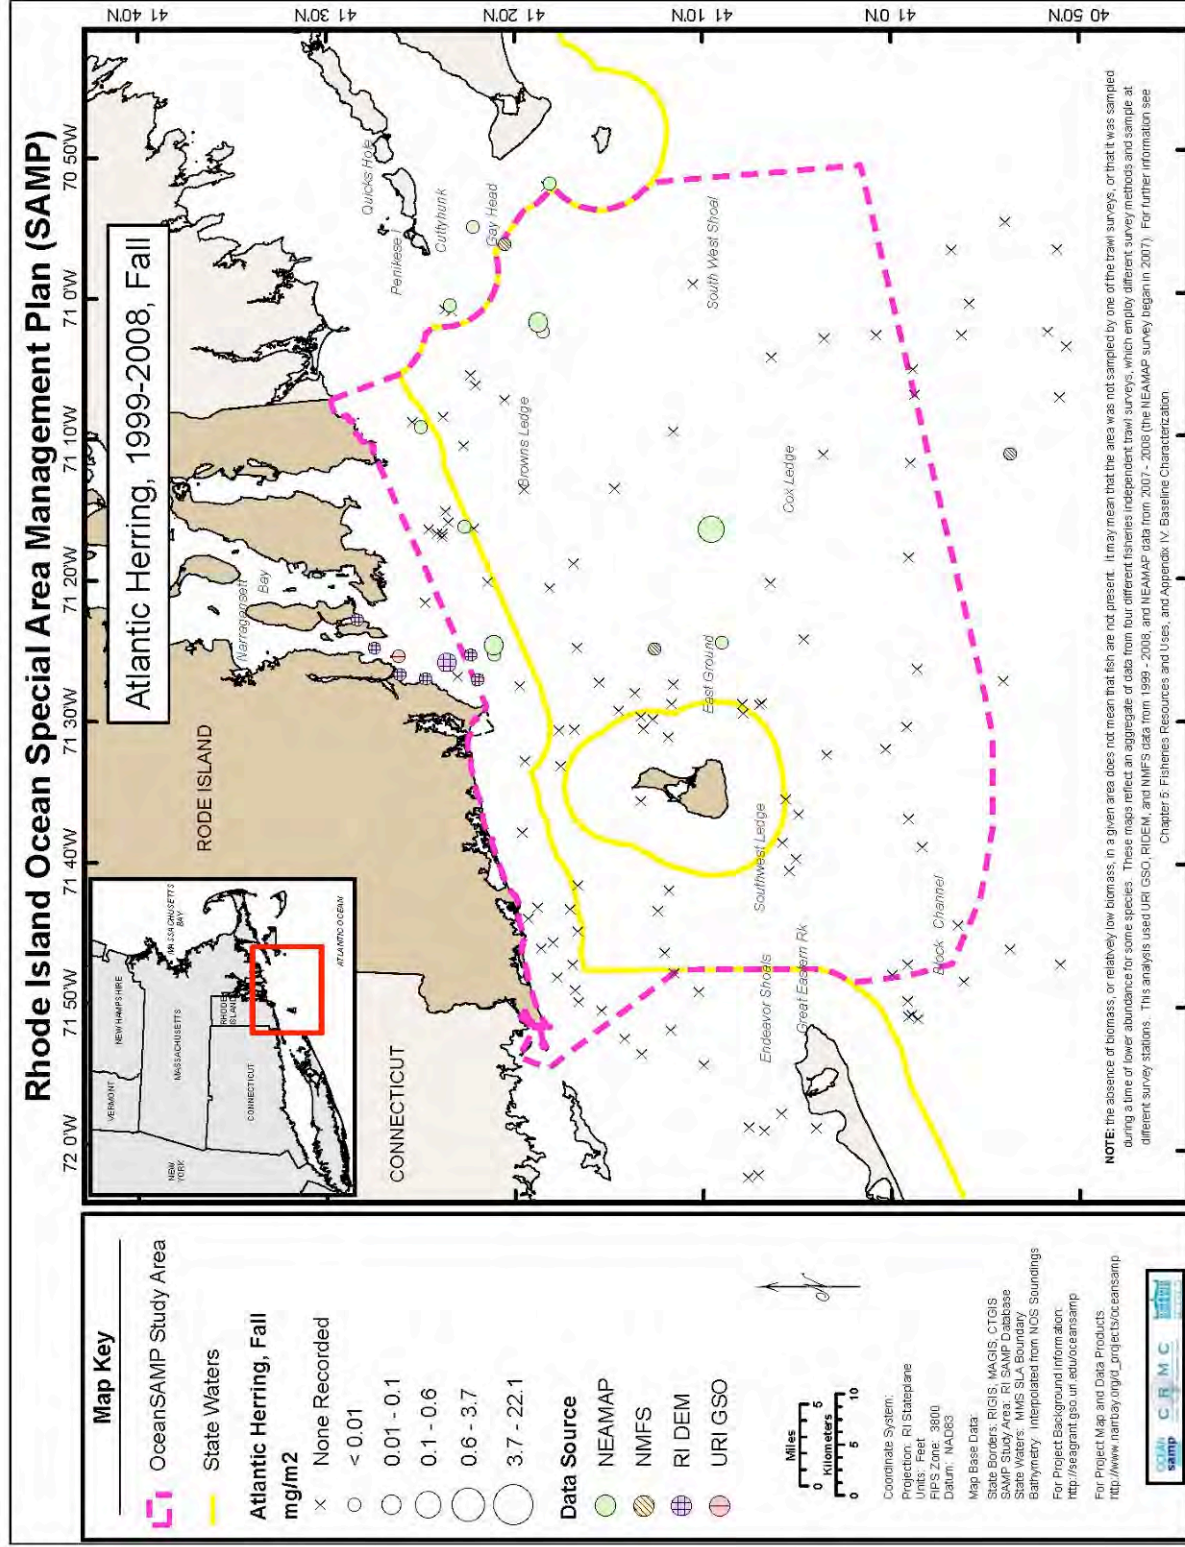 Rhode Island Ocean Special Area Management Plan (SAMP)
Map Key
OceanSAMP Study Area
State Waters
Atlantic Herring, Fall
mg/m2
None Recorded
< 0.01
0.01 - 0.1
0.1 - 0.6
0.6 - 3.7
3.7 - 22.1
Data Source
NEAMAP
NMFS
RI DEM
URI GSO
Miles
0 5
Kilometers
0 5 10
Coordinate System:
Projection: RI Stateplane
Units: Feet
FIPS Zone: 3800
Datum: NAD83
Map Base Data:
State Borders: RIGIS, MAGIS, CTGIS
SAMP Study Area: RI SAMP Database
State Waters: MMS SLA Boundary
Bathymetry: Interpolated from NOS Soundings
For Project Background Information:
http://seagrant.gso.uri.edu/oceansamp
For Project Map and Data Products
http://www.narrbay.org/d_projects/oceansamp
OCEAN
samp
C R M C
72 0'W
71 50'W
71 40'W
71 30'W
71 20'W
71 10'W
71 0'W
70 50'W
Atlantic Herring, 1999-2008, Fall
VERMONT
NEW HAMPSHIRE
NEW
YORK
MASSACHUSETTS
MASSACHUSETTS
BAY
CONNECTICUT
RHODE
ISLAND
ATLANTIC OCEAN
RODE ISLAND
CONNECTICUT
Narragansett
Bay
Quicks Hole
Penikese I
Cuttyhunk
Gay Head
Browns Ledge
South West Shoal
Cox Ledge
East Ground
Southwest Ledge
Endeavor Shoals
Great Eastern Rk
Block Channel
41 40'N
41 30'N
41 20'N
41 10'N
41 0'N
40 50'N
NOTE: the absence of biomass, or relatively low biomass, in a given area does not mean that fish are not present. It may mean that the area was not sampled by one of the trawl surveys, or that it was sampled
during a time of lower abundance for some species. These maps reflect an aggregate of data from four different fisheries independent trawl surveys, which employ different survey methods and sample at
different survey stations. This analysis used URI GSO, RIDEM, and NMFS data from 1999 - 2008, and NEAMAP data from 2007 - 2008 (the NEAMAP survey began in 2007). For further information see
Chapter 5: Fisheries Resources and Uses, and Appendix IV. Baseline Characterization